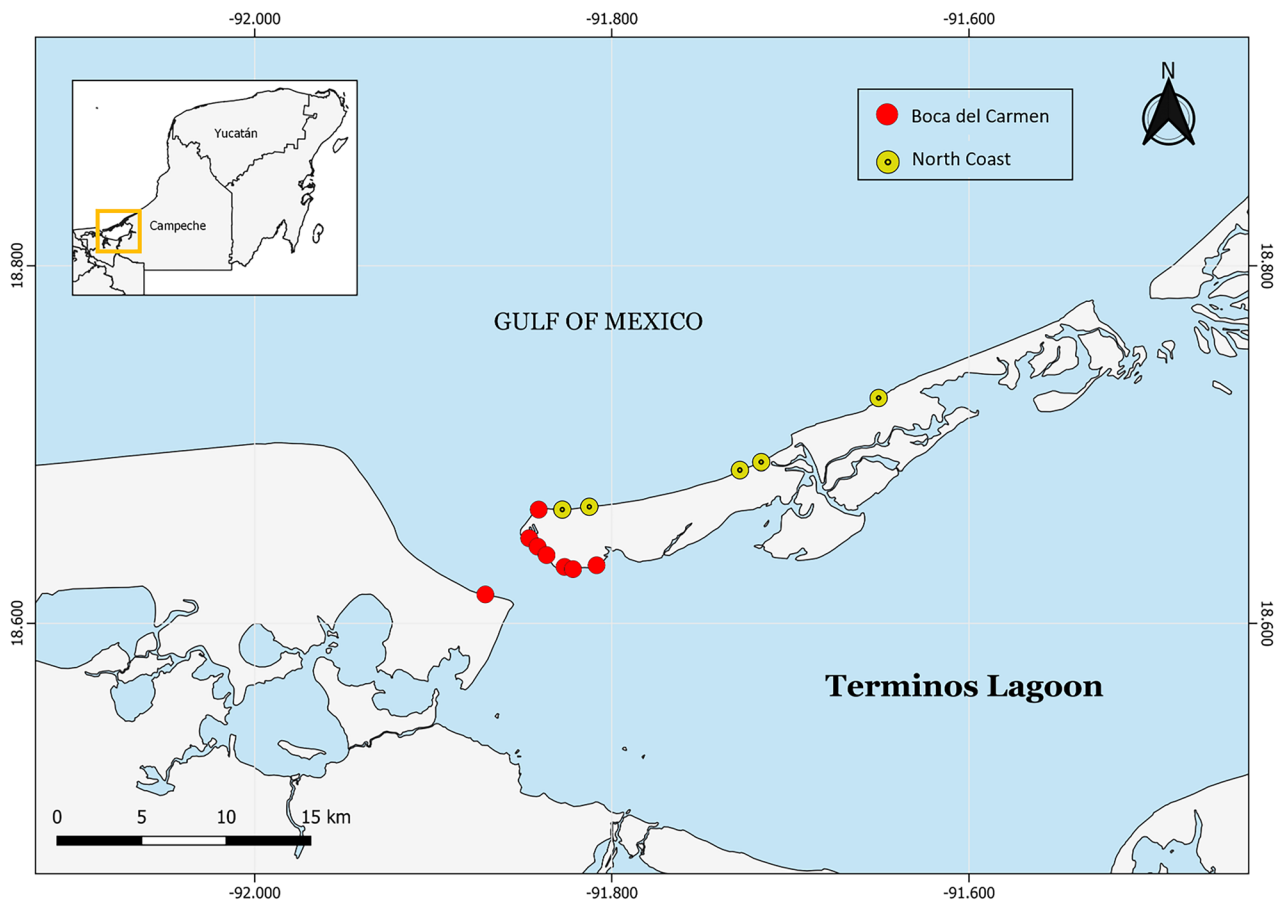 -92.000 -91.800 -91.600
N
Boca del Carmen
North Coast
Yucatán
Campeche
18.800 18.800
GULF OF MEXICO
18.600 18.600
Terminos Lagoon
0 5 10 15 km
-92.000 -91.800 -91.600